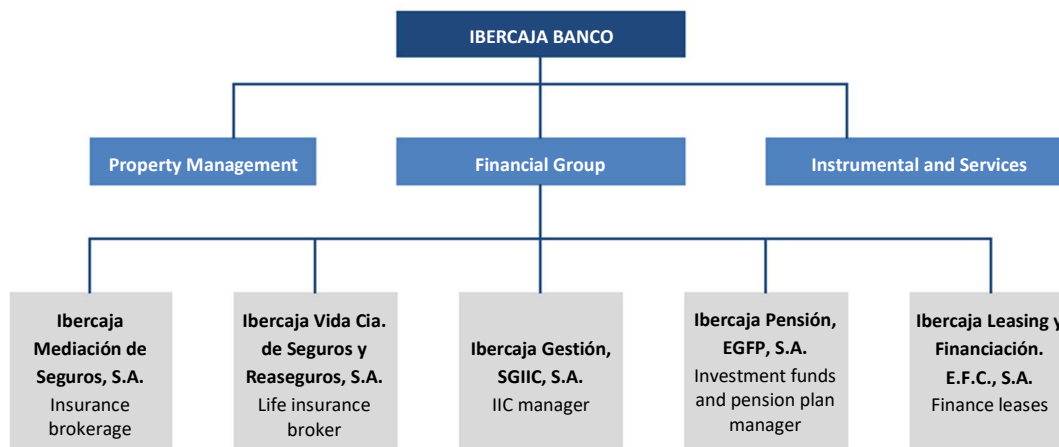 IBERCAJA BANCO
Property Management
Financial Group
Instrumental and Services
Ibercaja
Mediación de
Seguros, S.A.
Insurance
brokerage
Ibercaja Vida Cia.
de Seguros y
Reaseguros, S.A.
Life insurance
broker
Ibercaja Gestión,
SGIIC, S.A.
IIC manager
Ibercaja Pensión,
EGFP, S.A.
Investment funds
and pension plan
manager
Ibercaja Leasing y
Financiación.
E.F.C., S.A.
Finance leases